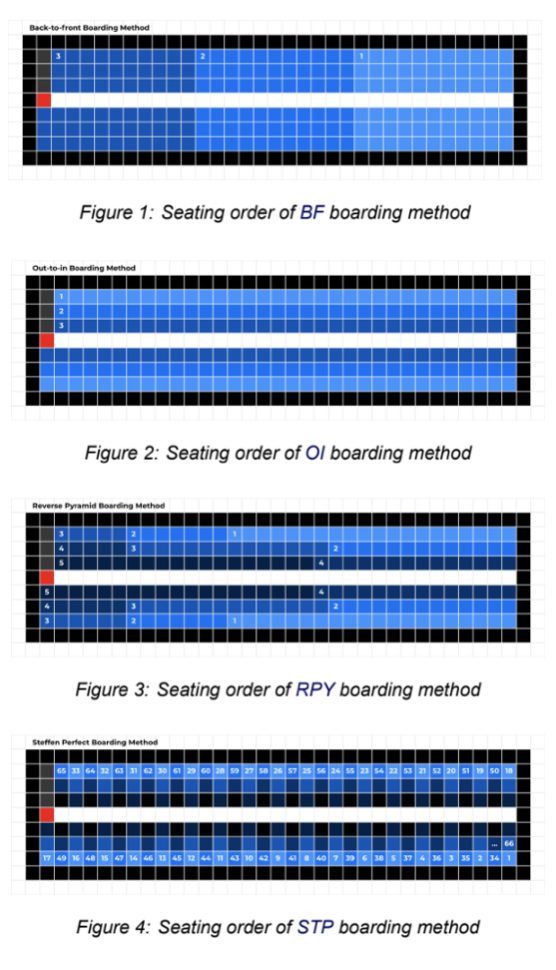 Back-to-front Boarding Method
3 2 1
Figure 1: Seating order of BF boarding method
Out-to-in Boarding Method
1
2
3
Figure 2: Seating order of OI boarding method
Reverse Pyramid Boarding Method
3 2 1
4 3 2
5 4
5 4
4 3 2
3 2 1
Figure 3: Seating order of RPY boarding method
Steffen Perfect Boarding Method
65 33 64 32 63 31 62 30 61 29 60 28 59 27 58 26 57 25 56 24 55 23 54 22 53 21 52 20 51 19 50 18
... 66
17 49 16 48 15 47 14 46 13 45 12 44 11 43 10 42 9 41 8 40 7 39 6 38 5 37 4 36 3 35 2 34 1
Figure 4: Seating order of STP boarding method